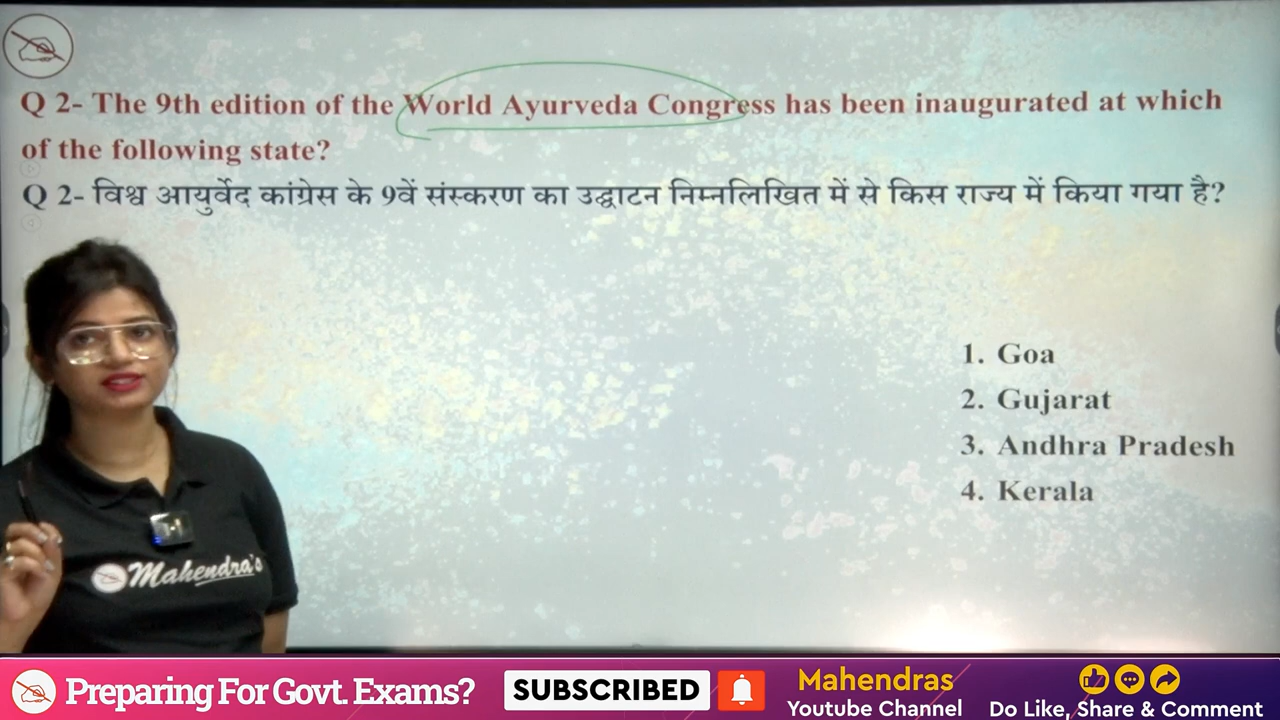 Q 2- The 9th edition of the World Ayurveda Congress has been inaugurated at which
of the following state?
Q 2- विश्व आयुर्वेद कांग्रेस के 9वें संस्करण का उद्घाटन निम्नलिखित में से किस राज्य में किया गया है?
1. Goa
2. Gujarat
3. Andhra Pradesh
4. Kerala
Mahendra's
Preparing For Govt. Exams?
SUBSCRIBED
Mahendras
Youtube Channel
Do Like, Share & Comment